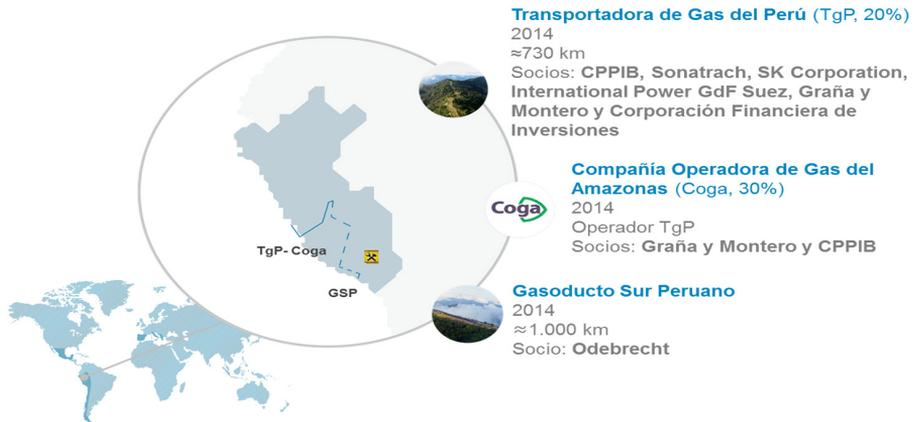 Transportadora de Gas del Perú (TgP, 20%)
2014
≈730 km
Socios: CPPIB, Sonatrach, SK Corporation,
International Power GdF Suez, Graña y
Montero y Corporación Financiera de
Inversiones
Compañía Operadora de Gas del
Amazonas (Coga, 30%)
2014
Operador TgP
Socios: Graña y Montero y CPPIB
Coga
TgP- Coga
GSP
Gasoducto Sur Peruano
2014
≈1.000 km
Socio: Odebrecht